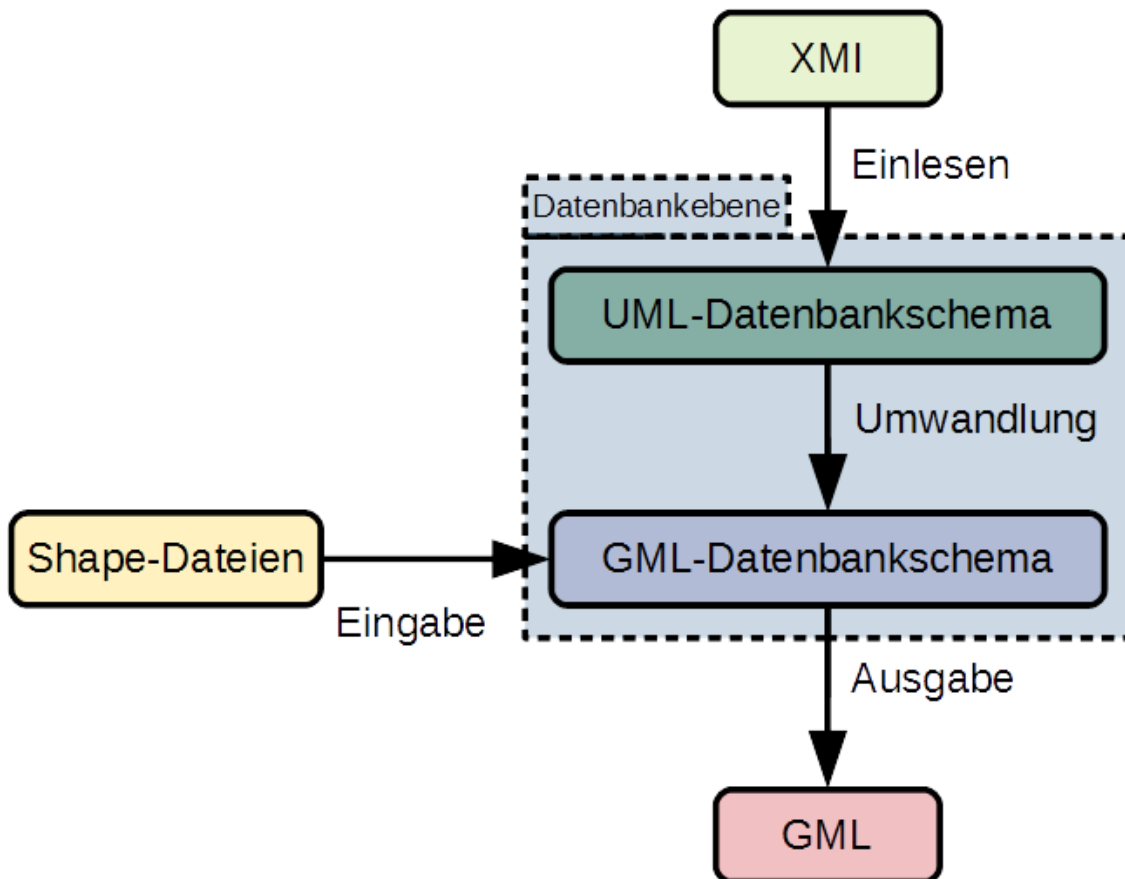 XMI
Einlesen
Datenbankebene
UML-Datenbankschema
Umwandlung
Shape-Dateien
GML-Datenbankschema
Eingabe
Ausgabe
GML